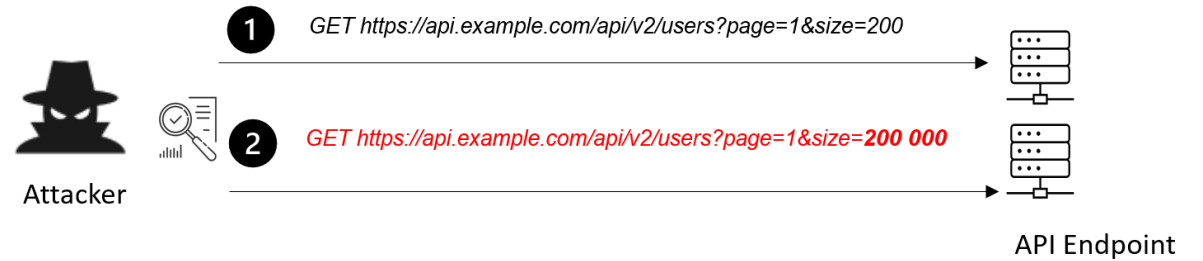 1
GET https://api.example.com/api/v2/users?page=1&size=200
2
GET https://api.example.com/api/v2/users?page=1&size=200 000
Attacker
API Endpoint